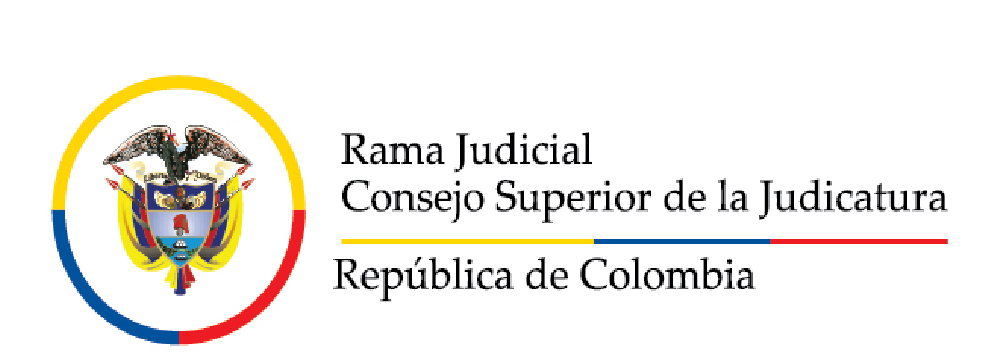 Rama Judicial
Consejo Superior de la Judicatura
República de Colombia